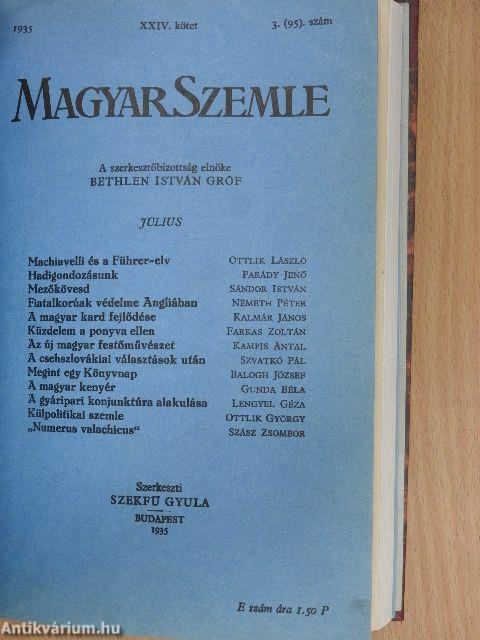 1935 XXIV. kötet 3. (95). szám
MAGYAR SZEMLE
A szerkesztőbizottság elnöke
BETHLEN ISTVÁN GRÓF
JÚLIUS
Machiavelli és a Führer-elv OTTLIK LÁSZLÓ
Hadigondozásunk PARÁDY JENŐ
Mezőkövesd SÁNDOR ISTVÁN
Fiatalkorúak védelme Angliában NÉMETH PÉTER
A magyar kard fejlődése KALMÁR JÁNOS
Küzdelem a ponyva ellen FARKAS ZOLTÁN
Az új magyar festőművészet KAMPIS ANTAL
A csehszlovákiai választások után SZVATKÓ PÁL
Megint egy Könyvnap BALOGH JÓZSEF
A magyar kenyér GUNDA BÉLA
A gyáripari konjunktúra alakulása LENGYEL GÉZA
Külpolitikai szemle OTTLIK GYÖRGY
„Numerus valachicus“ SZÁSZ ZSOMBOR
Szerkeszti
SZEKFŰ GYULA
BUDAPEST
1935
E szám ára 1.50 P
Antikvárium.hu